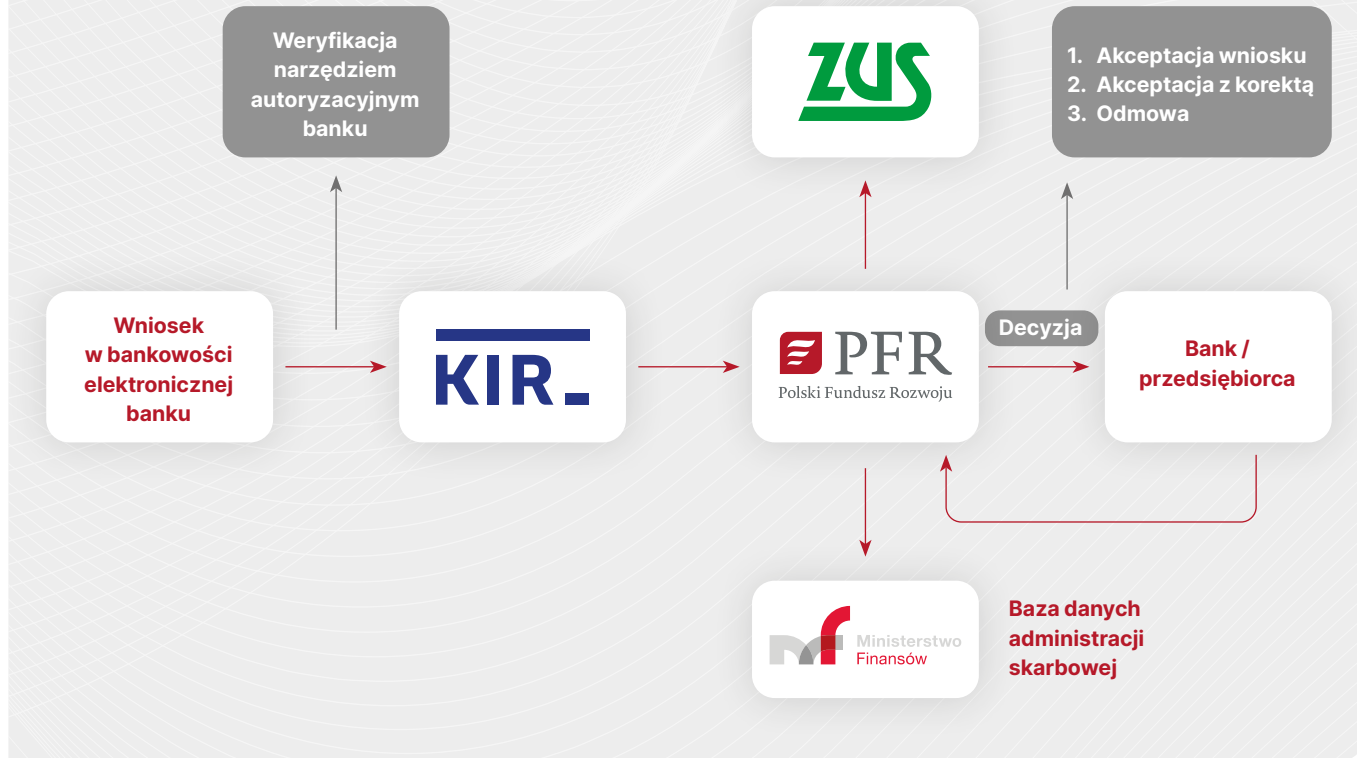 Weryfikacja
narzędziem
autoryzacyjnym
banku
ZUS
1. Akceptacja wniosku
2. Akceptacja z korektą
3. Odmowa
Wniosek
w bankowości
elektronicznej
banku
KIR_
PFR
Polski Fundusz Rozwoju
Decyzja
Bank /
przedsiębiorca
Ministerstwo
Finansów
Baza danych
administracji
skarbowej